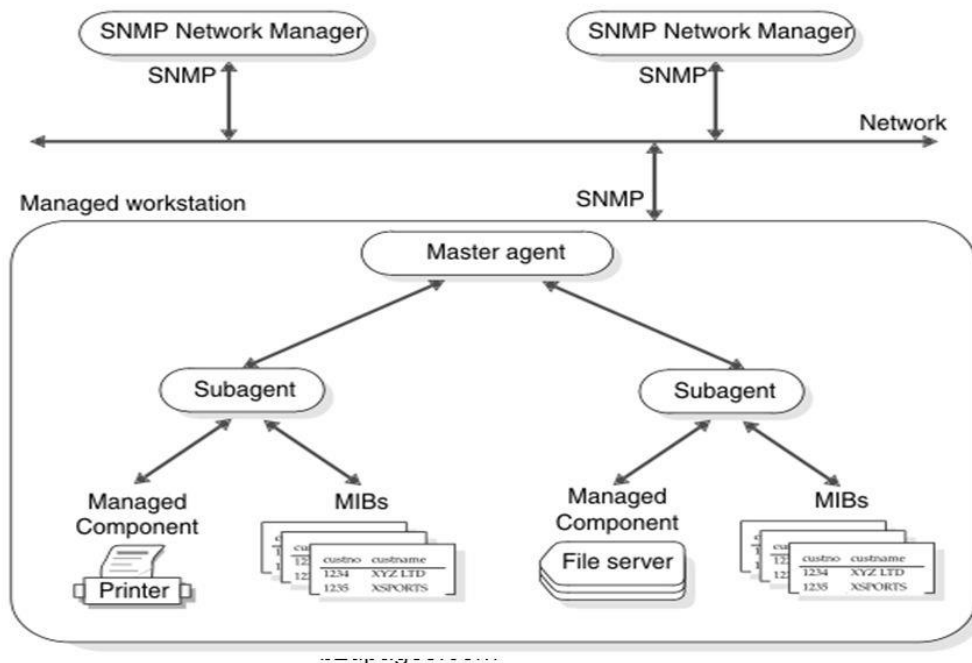 SNMP Network Manager
SNMP Network Manager
SNMP
SNMP
Network
SNMP
Managed workstation
Master agent
Subagent
Subagent
Managed
Component
MIBs
custno custname
1234 XYZ LTD
1235 XSPORTS
Printer
Managed
Component
MIBs
custno custname
1234 XYZ LTD
1235 XSPORTS
File server